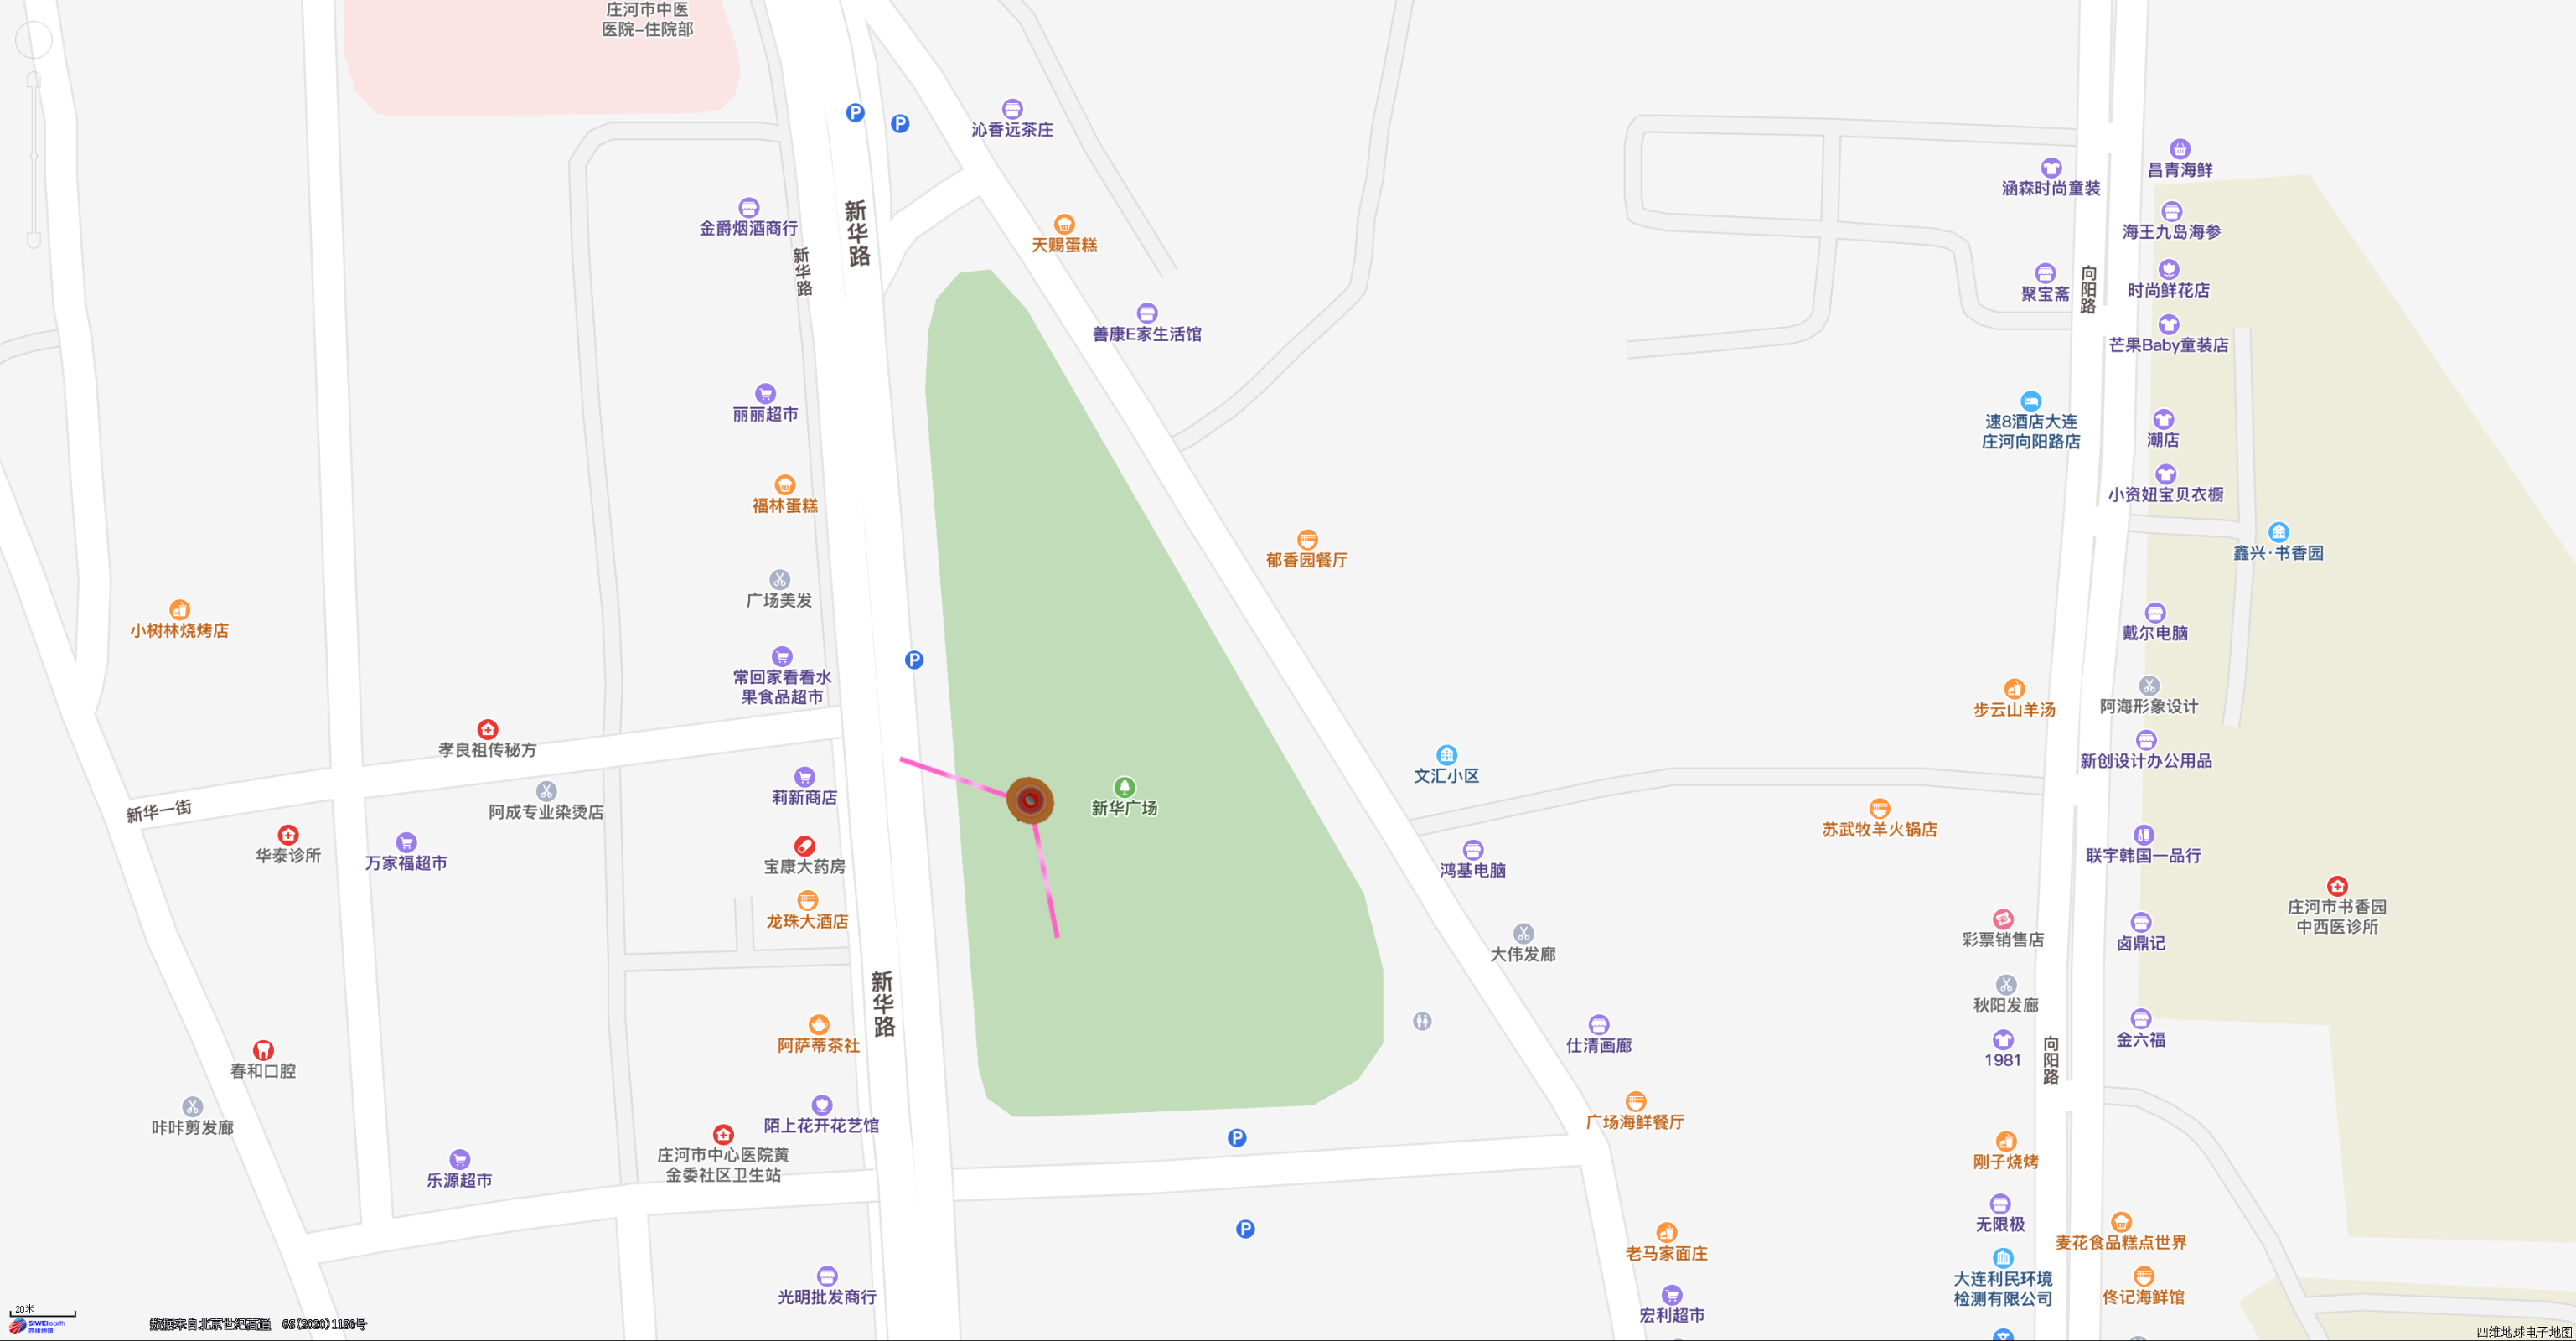 庄河市中医
医院-住院部
沁香远茶庄
昌青海鲜
涵森时尚童装
金爵烟酒商行
新华路
海王九岛海参
天赐蛋糕
新华路
向阳路
聚宝斋
时尚鲜花店
善康E家生活馆
芒果Baby童装店
丽丽超市
速8酒店大连
庄河向阳路店
潮店
福林蛋糕
小资妞宝贝衣橱
郁香园餐厅
鑫兴·书香园
广场美发
小树林烧烤店
戴尔电脑
常回家看看水
果食品超市
步云山羊汤
阿海形象设计
孝良祖传秘方
新创设计办公用品
文汇小区
莉新商店
新华广场
新华一街
阿成专业染烫店
苏武牧羊火锅店
华泰诊所
万家福超市
宝康大药房
鸿基电脑
联宇韩国一品行
龙珠大酒店
庄河市书香园
中西医诊所
彩票销售店
卤鼎记
大伟发廊
新华路
秋阳发廊
阿萨蒂茶社
仕清画廊
金六福
1981
向阳路
春和口腔
咔咔剪发廊
陌上花开花艺馆
广场海鲜餐厅
庄河市中心医院黄
金委社区卫生站
乐源超市
刚子烧烤
无限极
麦花食品糕点世界
老马家面庄
大连利民环境
检测有限公司
光明批发商行
佟记海鲜馆
宏利超市
20米
SIWEI earth
四维地球
数据来自北京世纪高通 GS(2020)1186号
四维地球电子地图